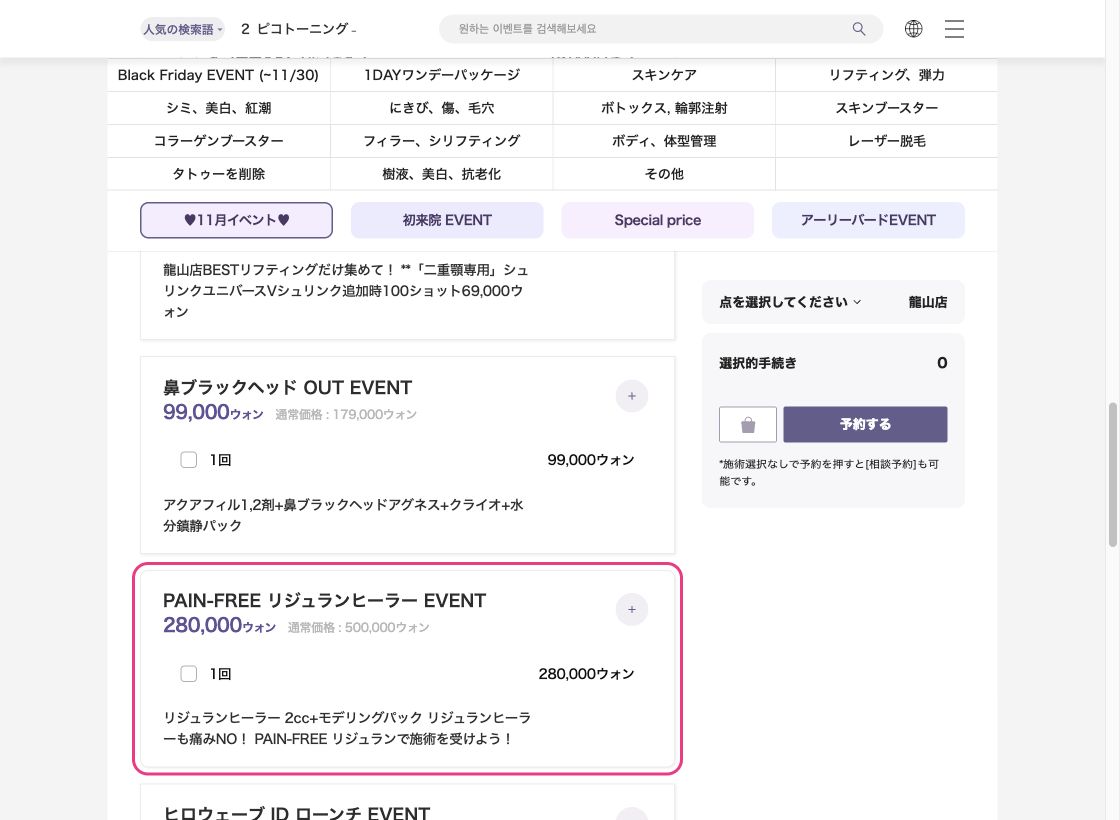 人気の検索語
2 ピコトーニング
원하는 이벤트를 검색해보세요
Black Friday EVENT (~11/30)
1DAYワンデーパッケージ
スキンケア
リフティング、弾力
シミ、美白、紅潮
にきび、傷、毛穴
ボトックス, 輪郭注射
スキンブースター
コラーゲンブースター
フィラー、シリフティング
ボディ、体型管理
レーザー脱毛
タトゥーを削除
樹液、美白、抗老化
その他
♥11月イベント♥
初来院 EVENT
Special price
アーリーバードEVENT
龍山店BESTリフティングだけ集めて！ **「二重顎専用」シュ
リンクユニバースVシュリンク追加時100ショット69,000ウ
ォン
点を選択してください
龍山店
選択的手続き
0
予約する
*施術選択なしで予約を押すと[相談予約]も可
能です。
鼻ブラックヘッド OUT EVENT
99,000ウォン 通常価格 : 179,000ウォン
+
1回
99,000ウォン
アクアフィル1,2剤+鼻ブラックヘッドアグネス+クライオ+水
分鎮静パック
PAIN-FREE リジュランヒーラー EVENT
280,000ウォン 通常価格 : 500,000ウォン
+
1回
280,000ウォン
リジュランヒーラー 2cc+モデリングパック リジュランヒーラ
ーも痛みNO！ PAIN-FREE リジュランで施術を受けよう！
ヒロウェーブ ID ローンチ EVENT